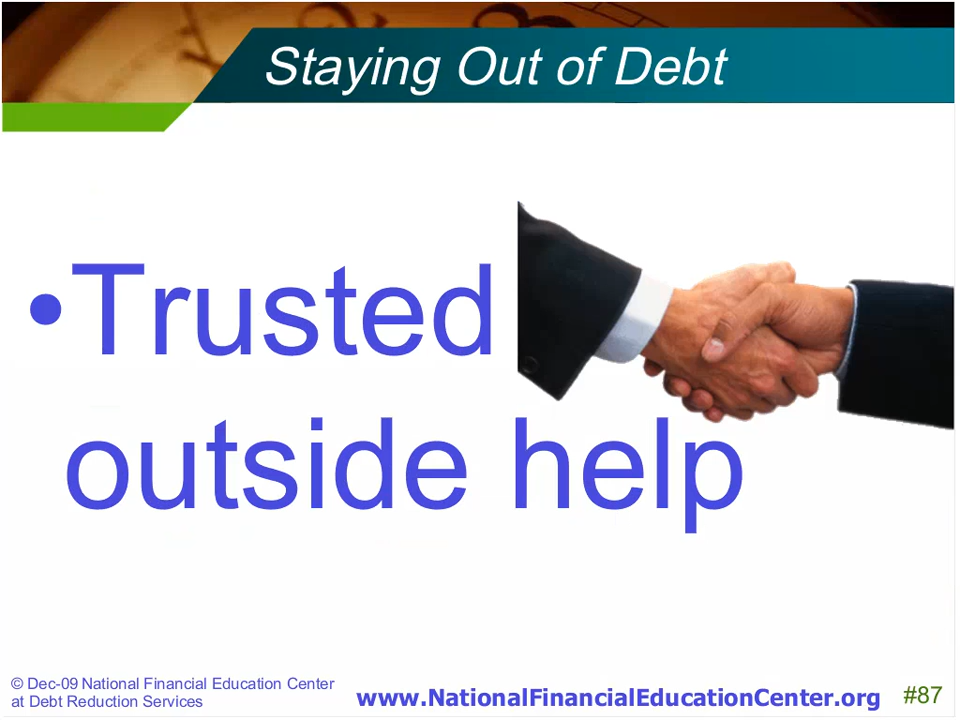 Staying Out of Debt
•Trusted
outside help
© Dec-09 National Financial Education Center
at Debt Reduction Services
www.NationalFinancialEducationCenter.org
#87